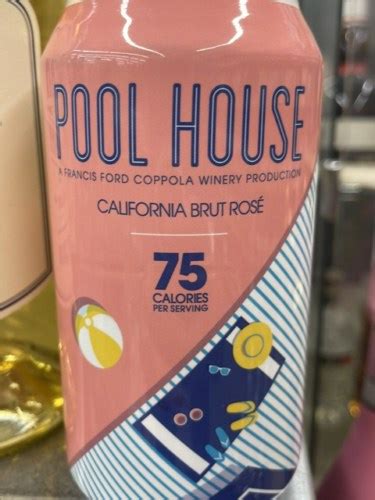 POOL HOUSE
A FRANCIS FORD COPPOLA WINERY PRODUCTION
CALIFORNIA BRUT ROSÉ
75
CALORIES
PER SERVING